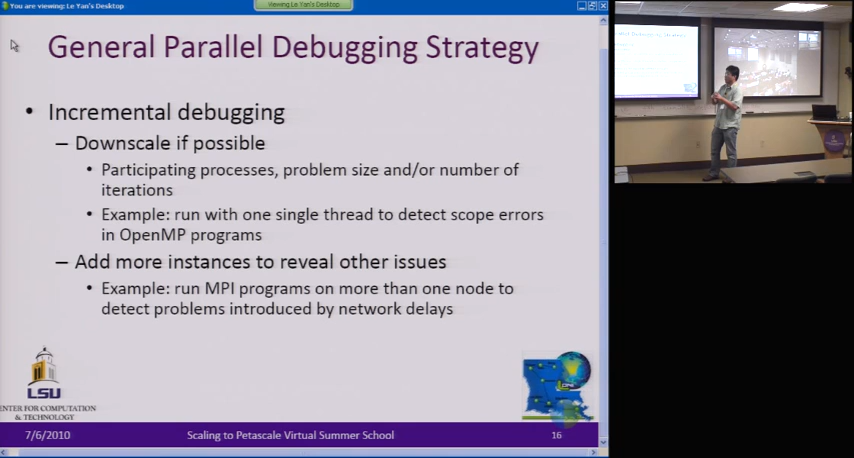 You are viewing: Le Yan's Desktop
Viewing Le Yan's Desktop
General Parallel Debugging Strategy
• Incremental debugging
– Downscale if possible
• Participating processes, problem size and/or number of
iterations
• Example: run with one single thread to detect scope errors
in OpenMP programs
– Add more instances to reveal other issues
• Example: run MPI programs on more than one node to
detect problems introduced by network delays
LSU
ENTER FOR COMPUTATION
& TECHNOLOGY
7/6/2010
Scaling to Petascale Virtual Summer School
16